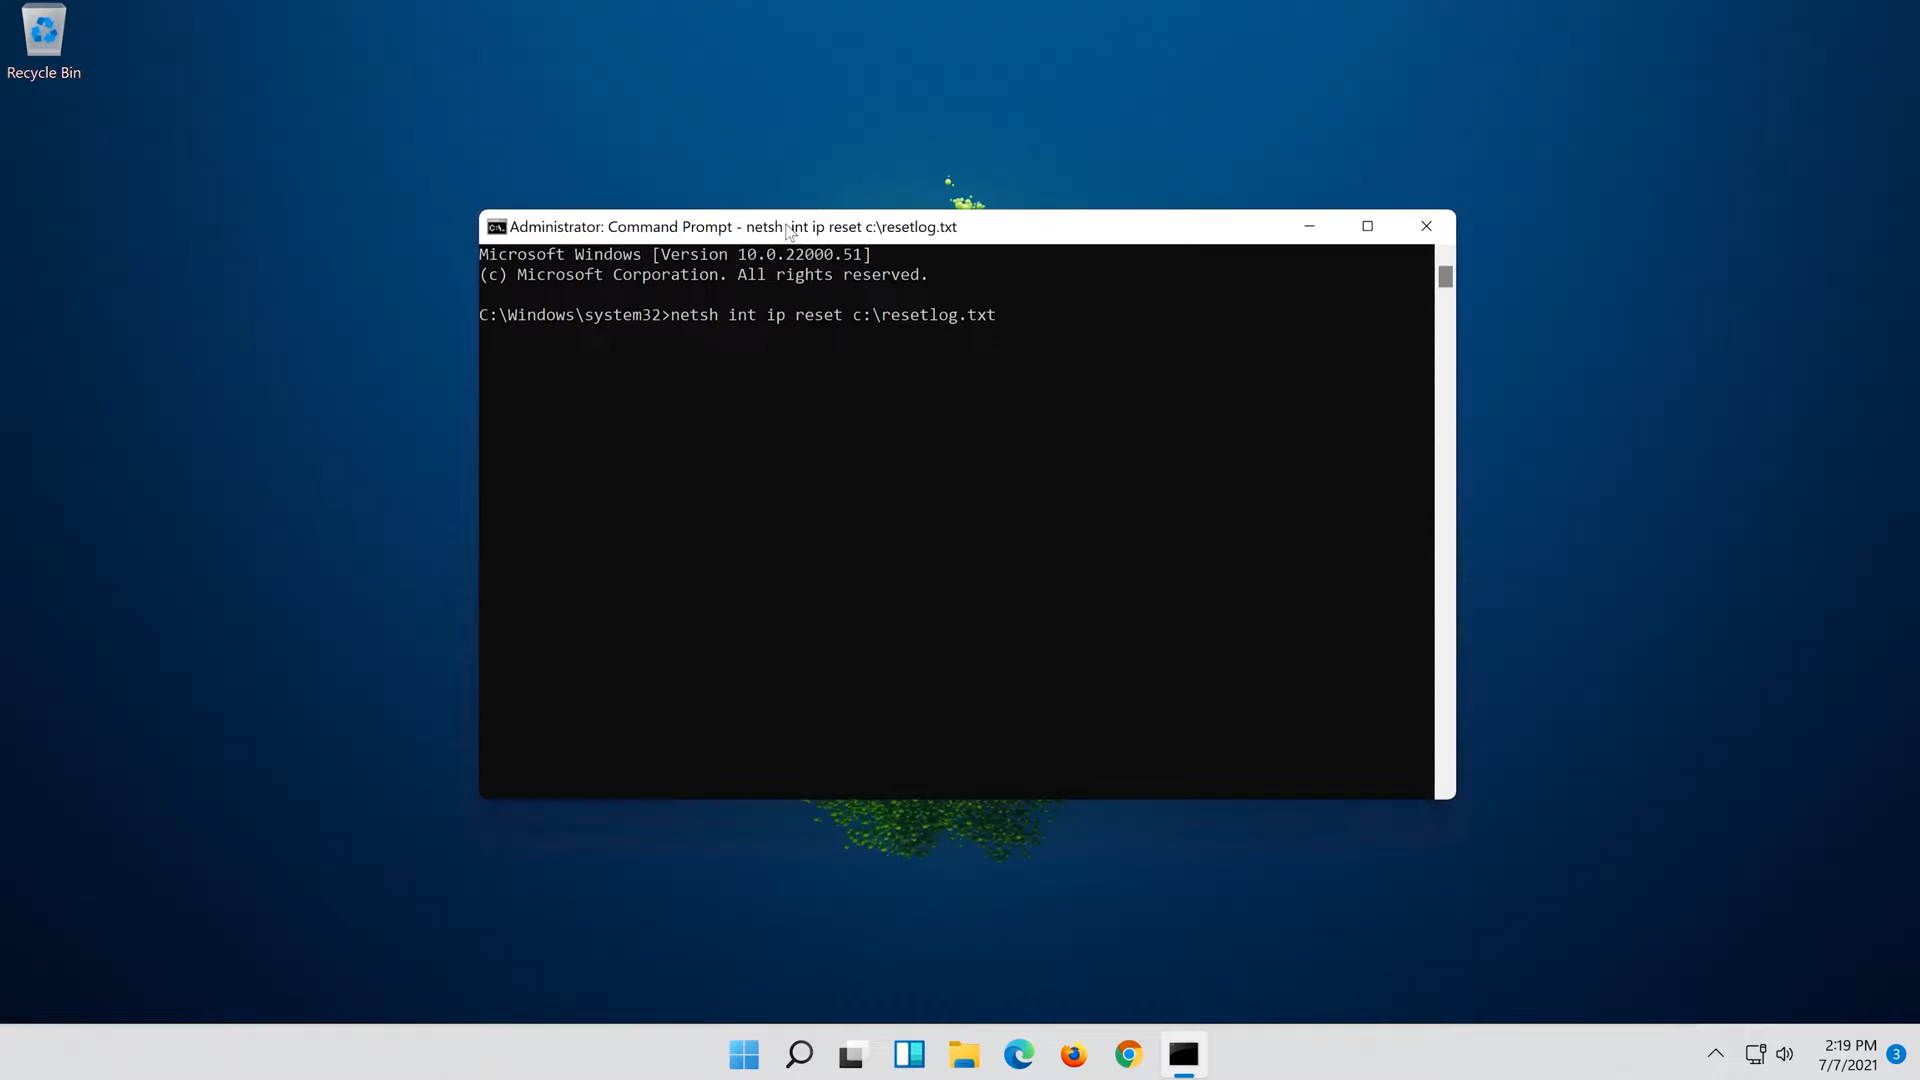 Recycle Bin
Administrator: Command Prompt - netsh int ip reset c:\resetlog.txt
Microsoft Windows [Version 10.0.22000.51]
(c) Microsoft Corporation. All rights reserved.
C:\Windows\system32>netsh int ip reset c:\resetlog.txt
2:19 PM
7/7/2021
3